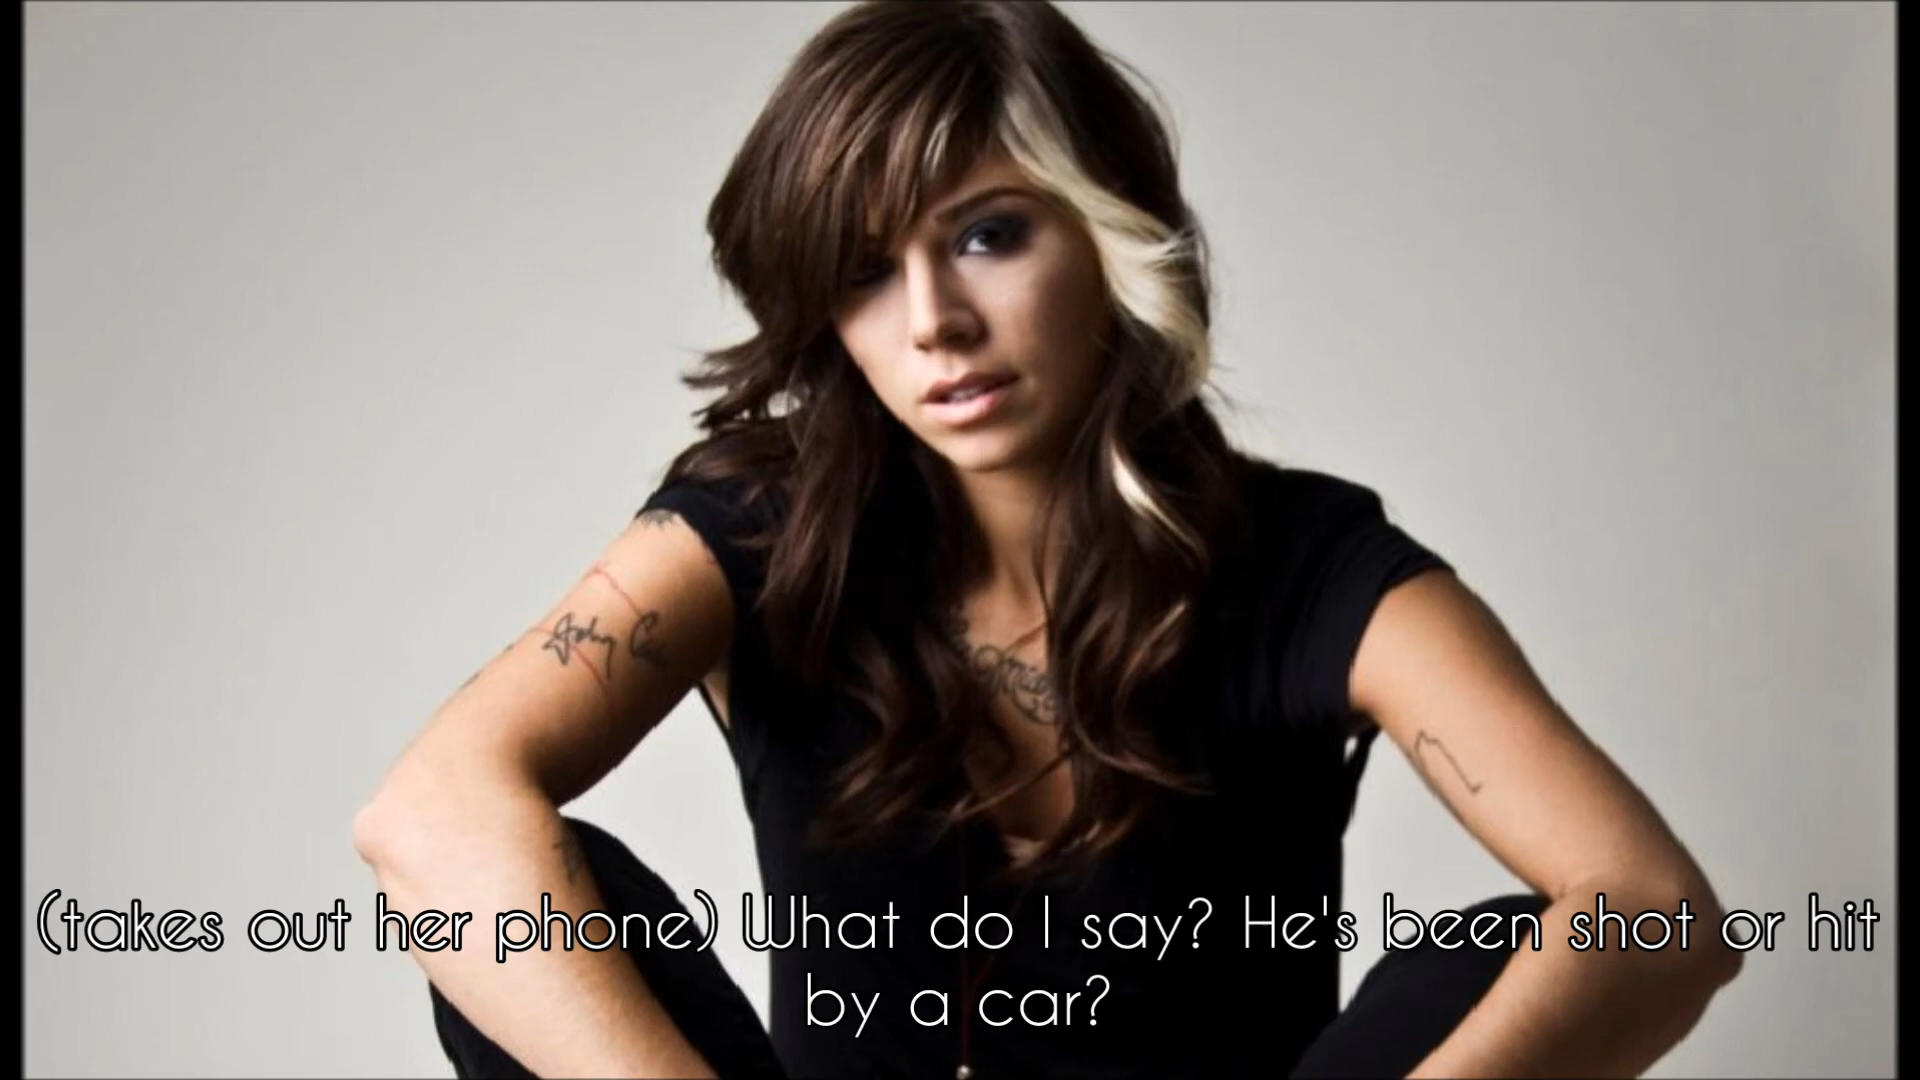 (takes out her phone) What do I say? He's been shot or hit
by a car?